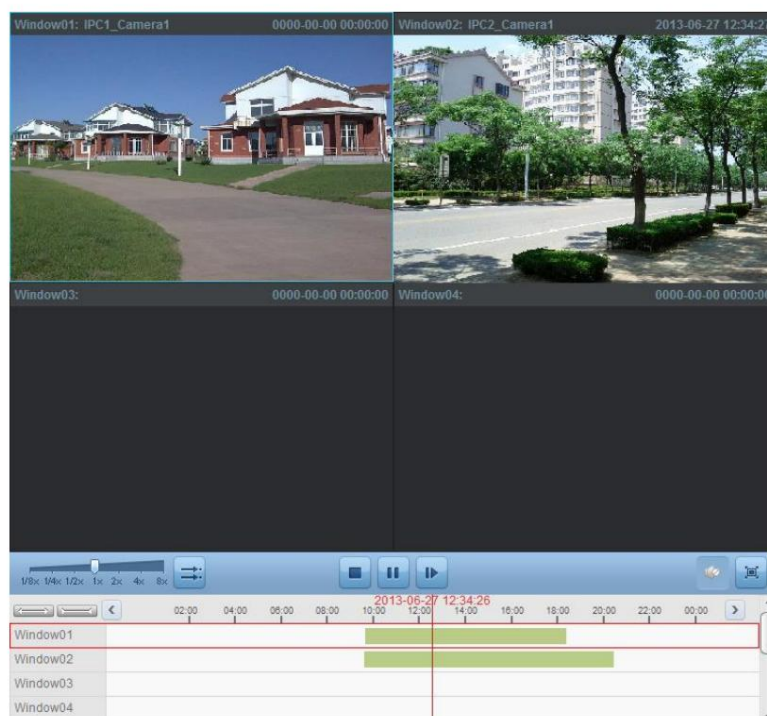 Window01: IPC1_Camera1 0000-00-00 00:00:00 Window02: IPC2_Camera1 2013-06-27 12:34:27
Window03: 0000-00-00 00:00:00 Window04: 0000-00-00 00:00:00
1/8x 1/4x 1/2x 1x 2x 4x 8x
2013-06-27 12:34:26
02:00 04:00 06:00 08:00 10:00 12:00 14:00 16:00 18:00 20:00 22:00 00:00
Window01
Window02
Window03
Window04